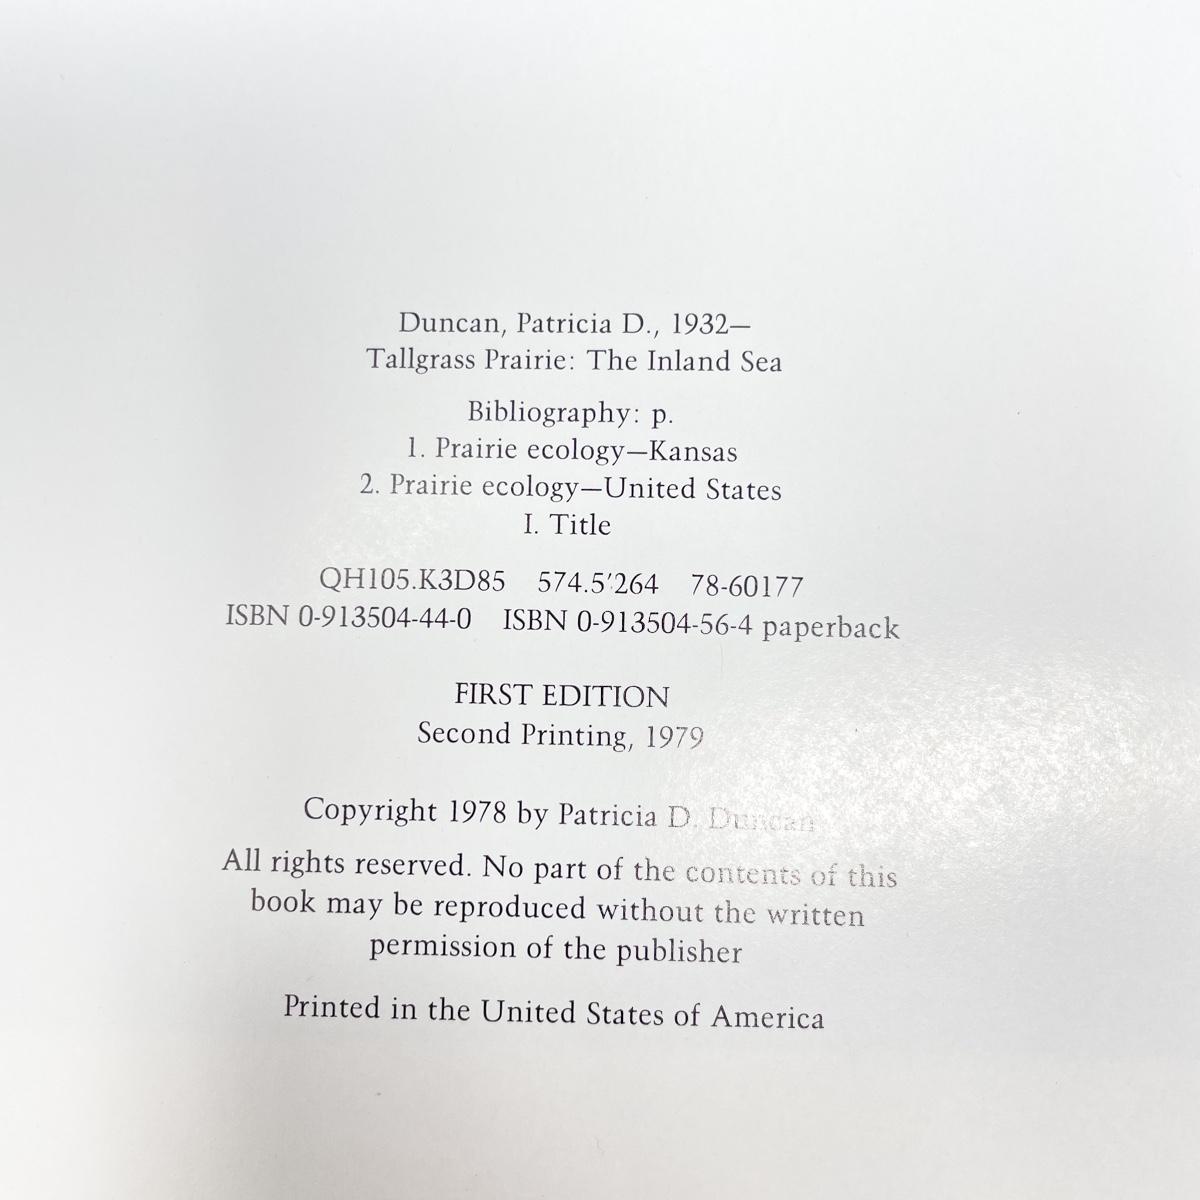 Duncan, Patricia D., 1932—
Tallgrass Prairie: The Inland Sea
Bibliography: p.
1. Prairie ecology—Kansas
2. Prairie ecology—United States
I. Title
QH105.K3D85 574.5'264 78-60177
ISBN 0-913504-44-0 ISBN 0-913504-56-4 paperback
FIRST EDITION
Second Printing, 1979
Copyright 1978 by Patricia D. Duncan
All rights reserved. No part of the contents of this
book may be reproduced without the written
permission of the publisher
Printed in the United States of America